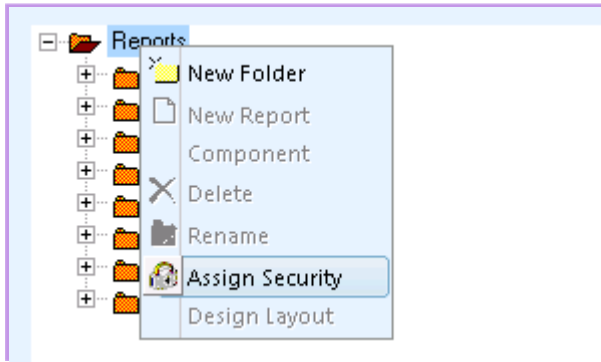 Reports
New Folder
New Report
Component
Delete
Rename
Assign Security
Design Layout